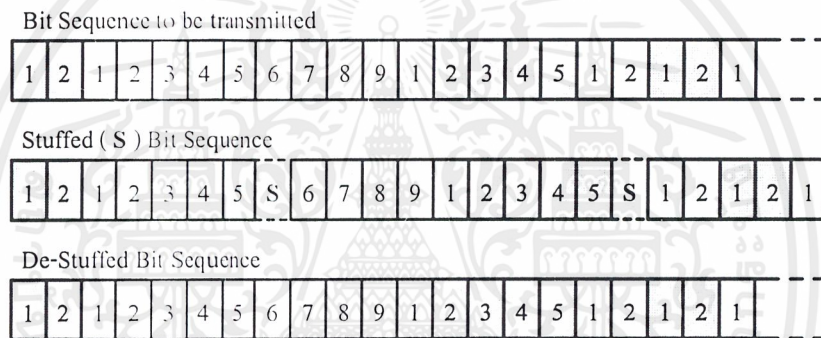 Bit Sequence to be transmitted
1 2 1 2 3 4 5 6 7 8 9 1 2 3 4 5 1 2 1 2 1
Stuffed ( S ) Bit Sequence
1 2 1 2 3 4 5 S 6 7 8 9 1 2 3 4 5 S 1 2 1 2 1
De-Stuffed Bit Sequence
1 2 1 2 3 4 5 6 7 8 9 1 2 3 4 5 1 2 1 2 1